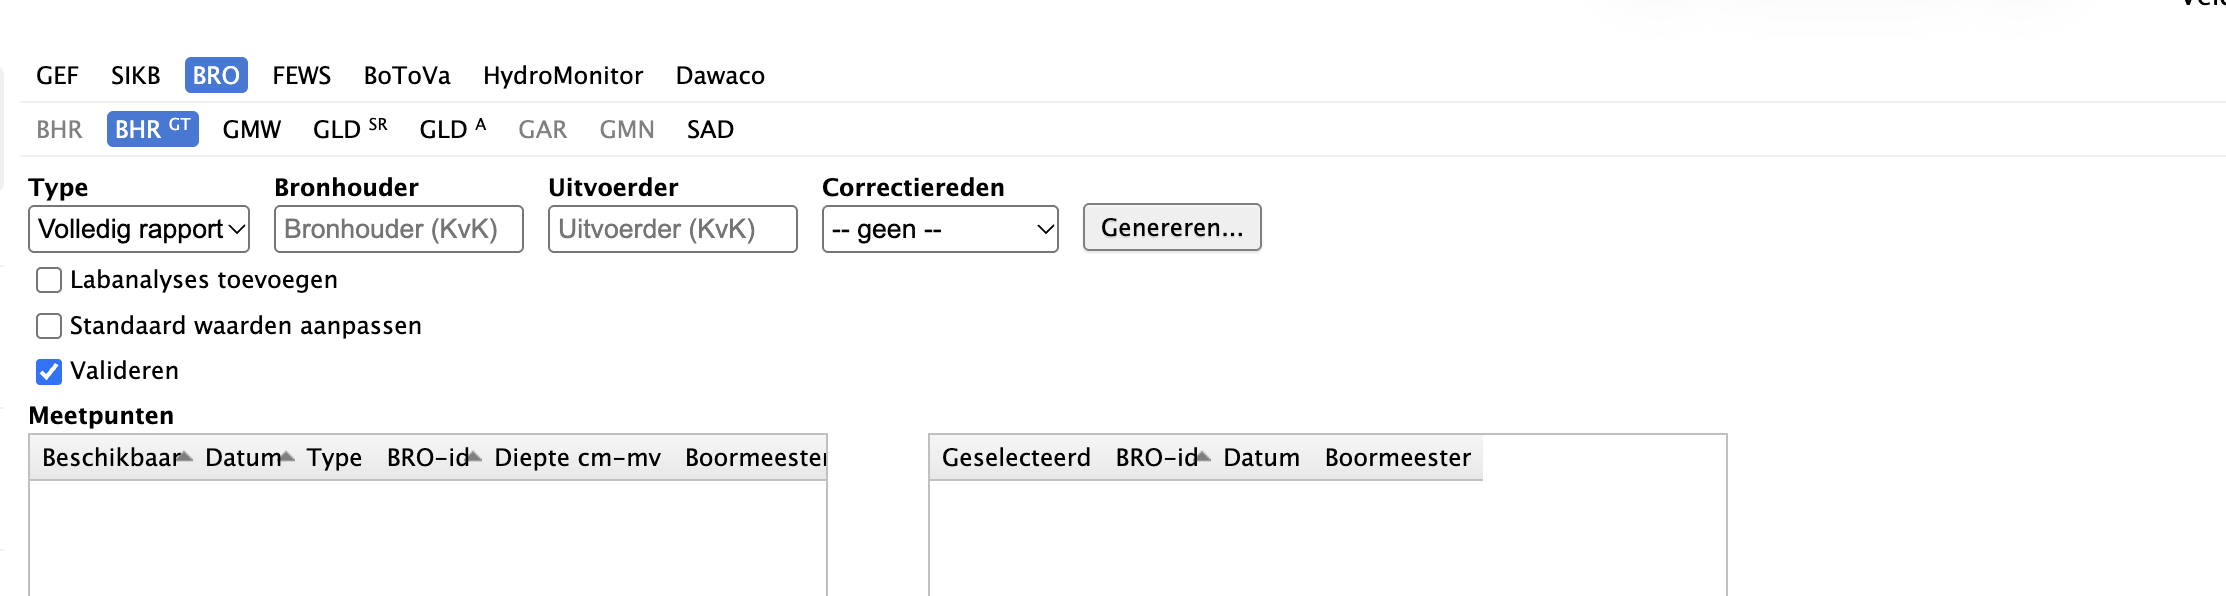 GEF SIKB BRO FEWS BoToVa HydroMonitor Dawaco
BHR BHR GT GMW GLD SR GLD A GAR GMN SAD
Type Bronhouder Uitvoerder Correctiereden
Volledig rapport Bronhouder (KvK) Uitvoerder (KvK) -- geen -- Genereren...
Labanalyses toevoegen
Standaard waarden aanpassen
Valideren
Meetpunten
Beschikbaar Datum Type BRO-id Diepte cm-mv Boormeester Geselecteerd BRO-id Datum Boormeester